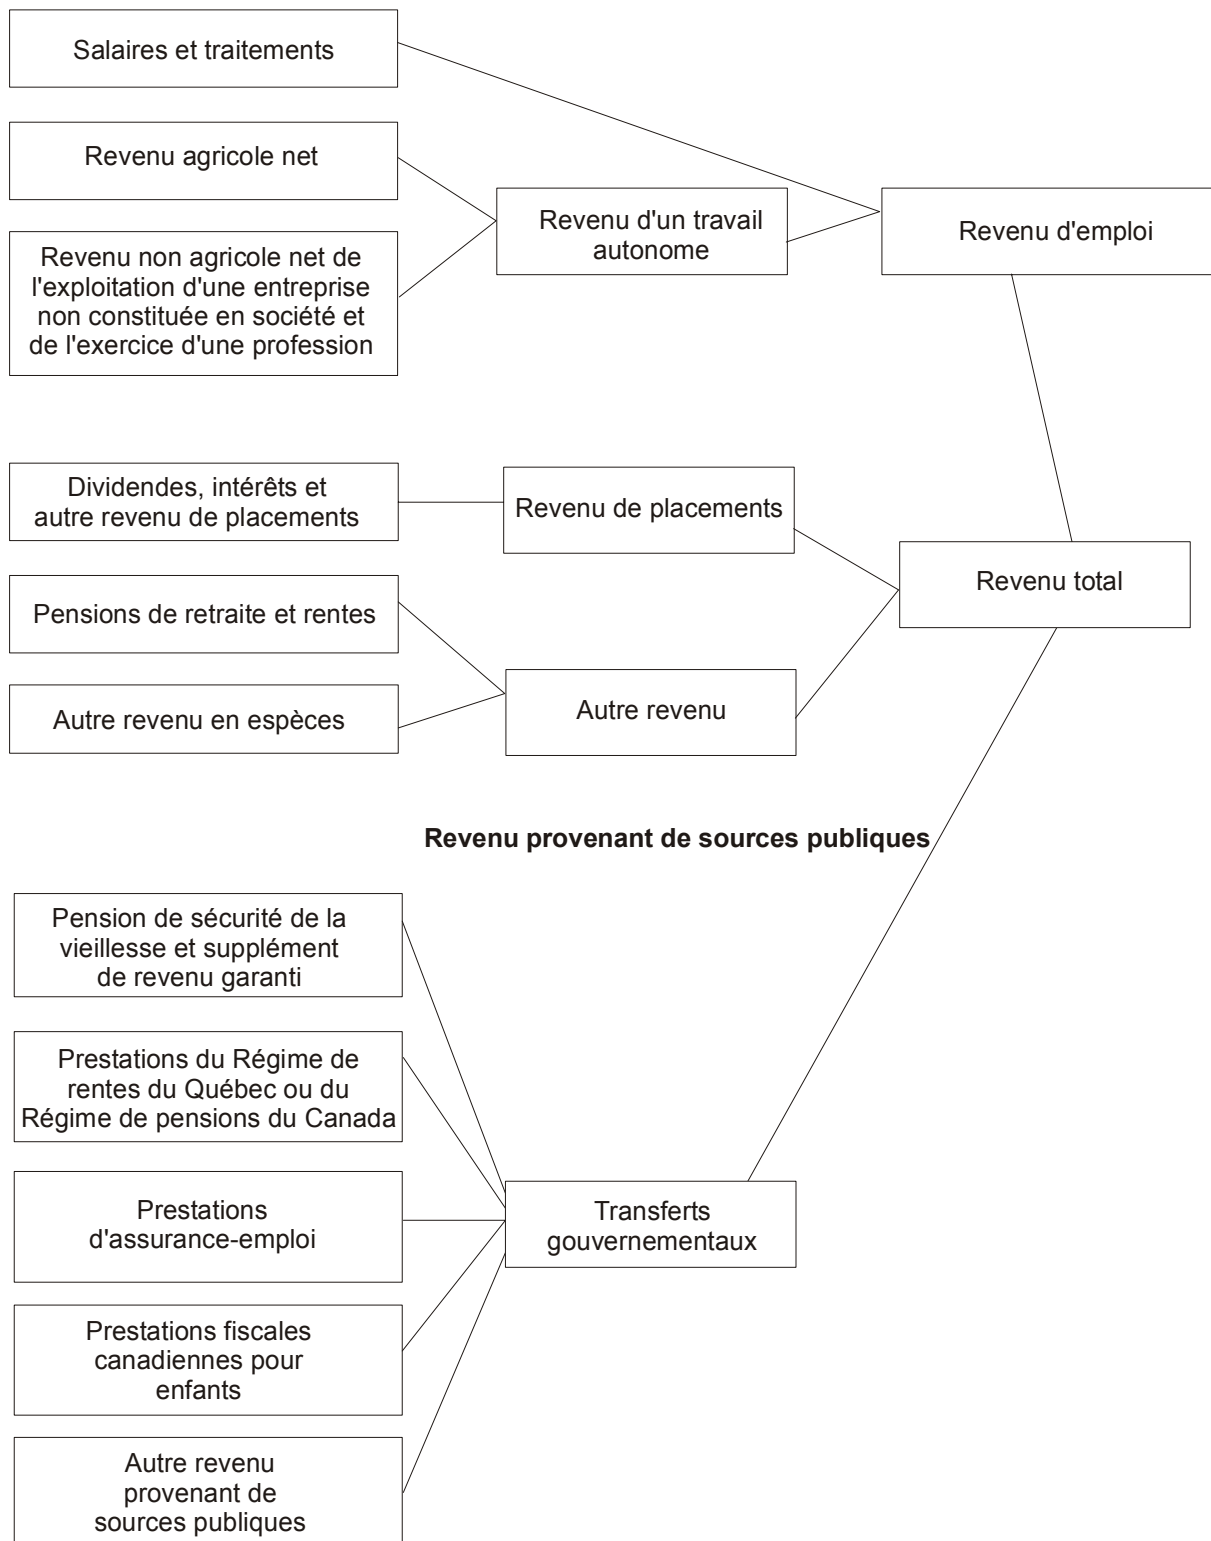 Salaires et traitements
Revenu agricole net
Revenu non agricole net de
l'exploitation d'une entreprise
non constituée en société et
de l'exercice d'une profession
Revenu d'un travail
autonome
Revenu d'emploi
Dividendes, intérêts et
autre revenu de placements
Revenu de placements
Pensions de retraite et rentes
Autre revenu en espèces
Autre revenu
Revenu total
Revenu provenant de sources publiques
Pension de sécurité de la
vieillesse et supplément
de revenu garanti
Prestations du Régime de
rentes du Québec ou du
Régime de pensions du Canada
Prestations
d'assurance-emploi
Prestations fiscales
canadiennes pour
enfants
Autre revenu
provenant de
sources publiques
Transferts
gouvernementaux